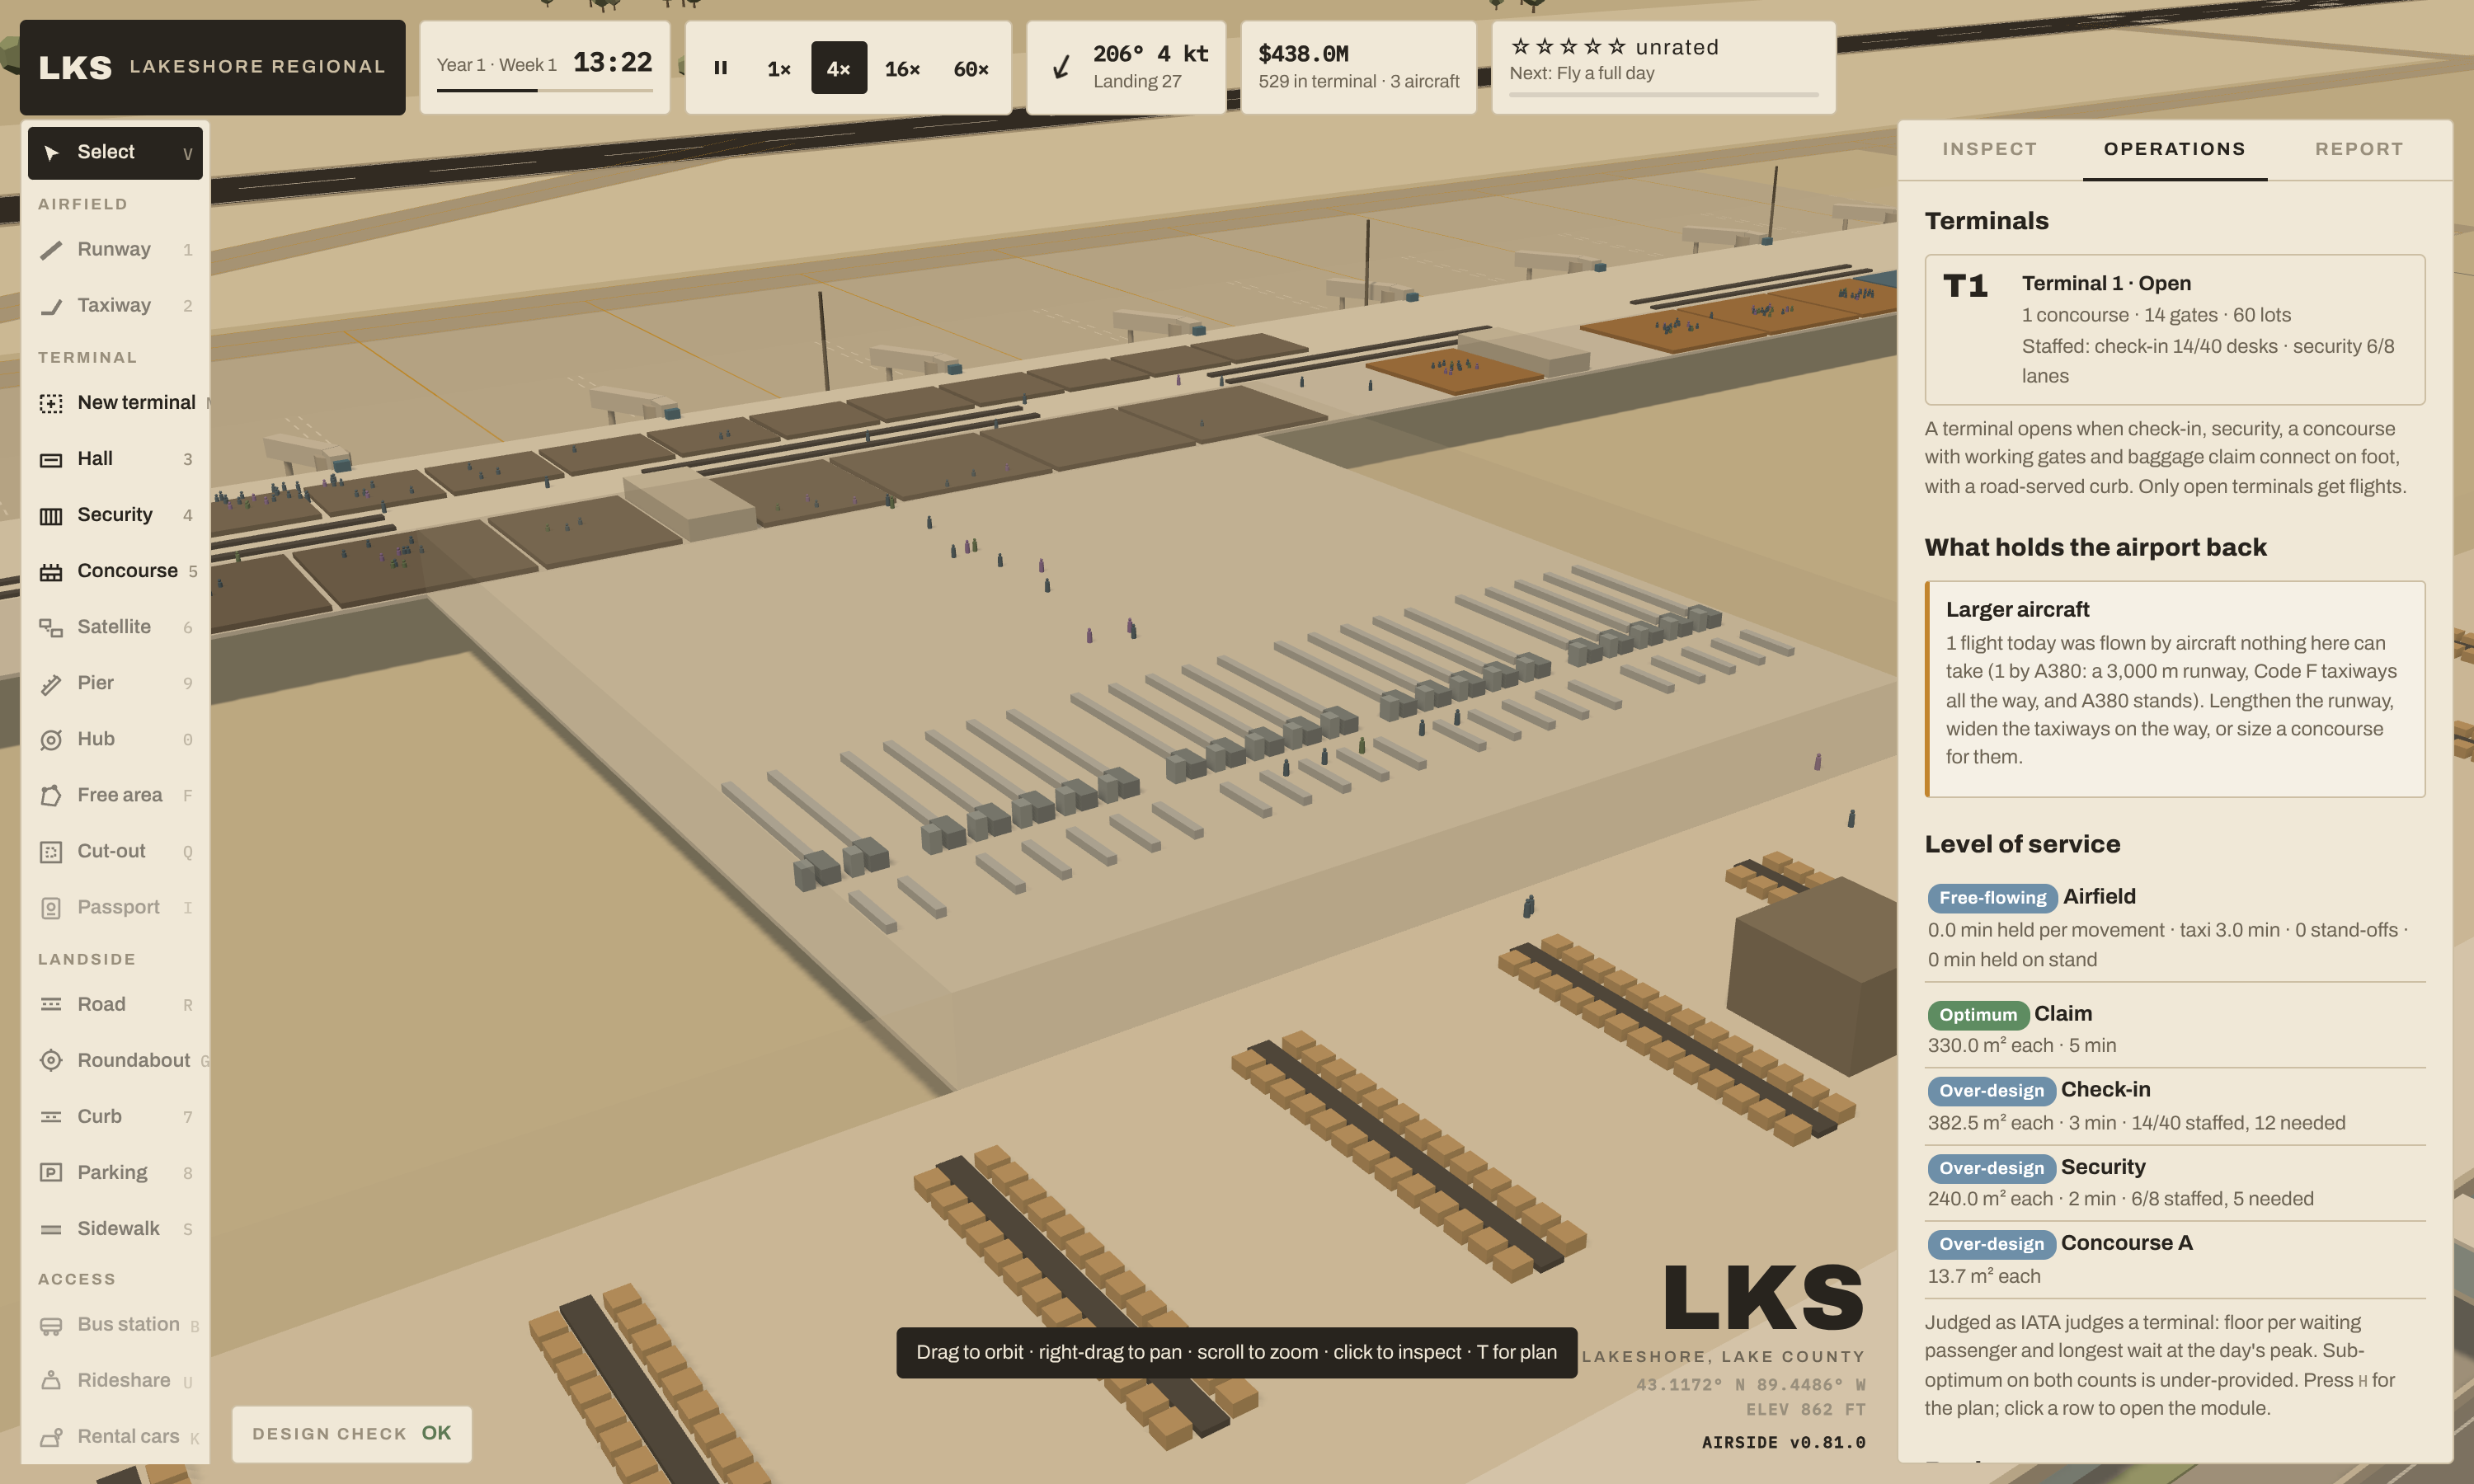 LKS LAKESHORE REGIONAL
Year 1 · Week 1 13:22
1× 4× 16× 60×
206° 4 kt
Landing 27
$438.0M
529 in terminal · 3 aircraft
☆☆☆☆☆ unrated
Next: Fly a full day
Select V
AIRFIELD
Runway 1
Taxiway 2
TERMINAL
New terminal
Hall 3
Security 4
Concourse 5
Satellite 6
Pier 9
Hub 0
Free area F
Cut-out Q
Passport I
LANDSIDE
Road R
Roundabout G
Curb 7
Parking 8
Sidewalk S
ACCESS
Bus station B
Rideshare U
Rental cars K
DESIGN CHECK OK
Drag to orbit · right-drag to pan · scroll to zoom · click to inspect · T for plan
LKS
LAKESHORE, LAKE COUNTY
43.1172° N 89.4486° W
ELEV 862 FT
AIRSIDE v0.81.0
INSPECT OPERATIONS REPORT
Terminals
T1
Terminal 1 · Open
1 concourse · 14 gates · 60 lots
Staffed: check-in 14/40 desks · security 6/8
lanes
A terminal opens when check-in, security, a concourse
with working gates and baggage claim connect on foot,
with a road-served curb. Only open terminals get flights.
What holds the airport back
Larger aircraft
1 flight today was flown by aircraft nothing here can
take (1 by A380: a 3,000 m runway, Code F taxiways
all the way, and A380 stands). Lengthen the runway,
widen the taxiways on the way, or size a concourse
for them.
Level of service
Free-flowing Airfield
0.0 min held per movement · taxi 3.0 min · 0 stand-offs ·
0 min held on stand
Optimum Claim
330.0 m² each · 5 min
Over-design Check-in
382.5 m² each · 3 min · 14/40 staffed, 12 needed
Over-design Security
240.0 m² each · 2 min · 6/8 staffed, 5 needed
Over-design Concourse A
13.7 m² each
Judged as IATA judges a terminal: floor per waiting
passenger and longest wait at the day's peak. Sub-
optimum on both counts is under-provided. Press H for
the plan; click a row to open the module.